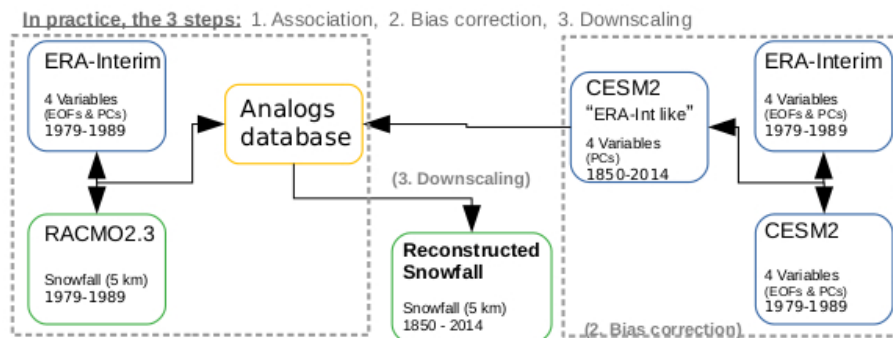 In practice, the 3 steps: 1. Association, 2. Bias correction, 3. Downscaling
ERA-Interim
4 Variables
(EOFs & PCs)
1979-1989
RACMO2.3
Snowfall (5 km)
1979-1989
Analogs
database
(3. Downscaling)
Reconstructed
Snowfall
Snowfall (5 km)
1850 - 2014
CESM2
“ERA-Int like”
4 Variables
(PCs)
1850-2014
ERA-Interim
4 Variables
(EOFs & PCs)
1979-1989
CESM2
4 Variables
(EOFs & PCs)
1979-1989
(2. Bias correction)